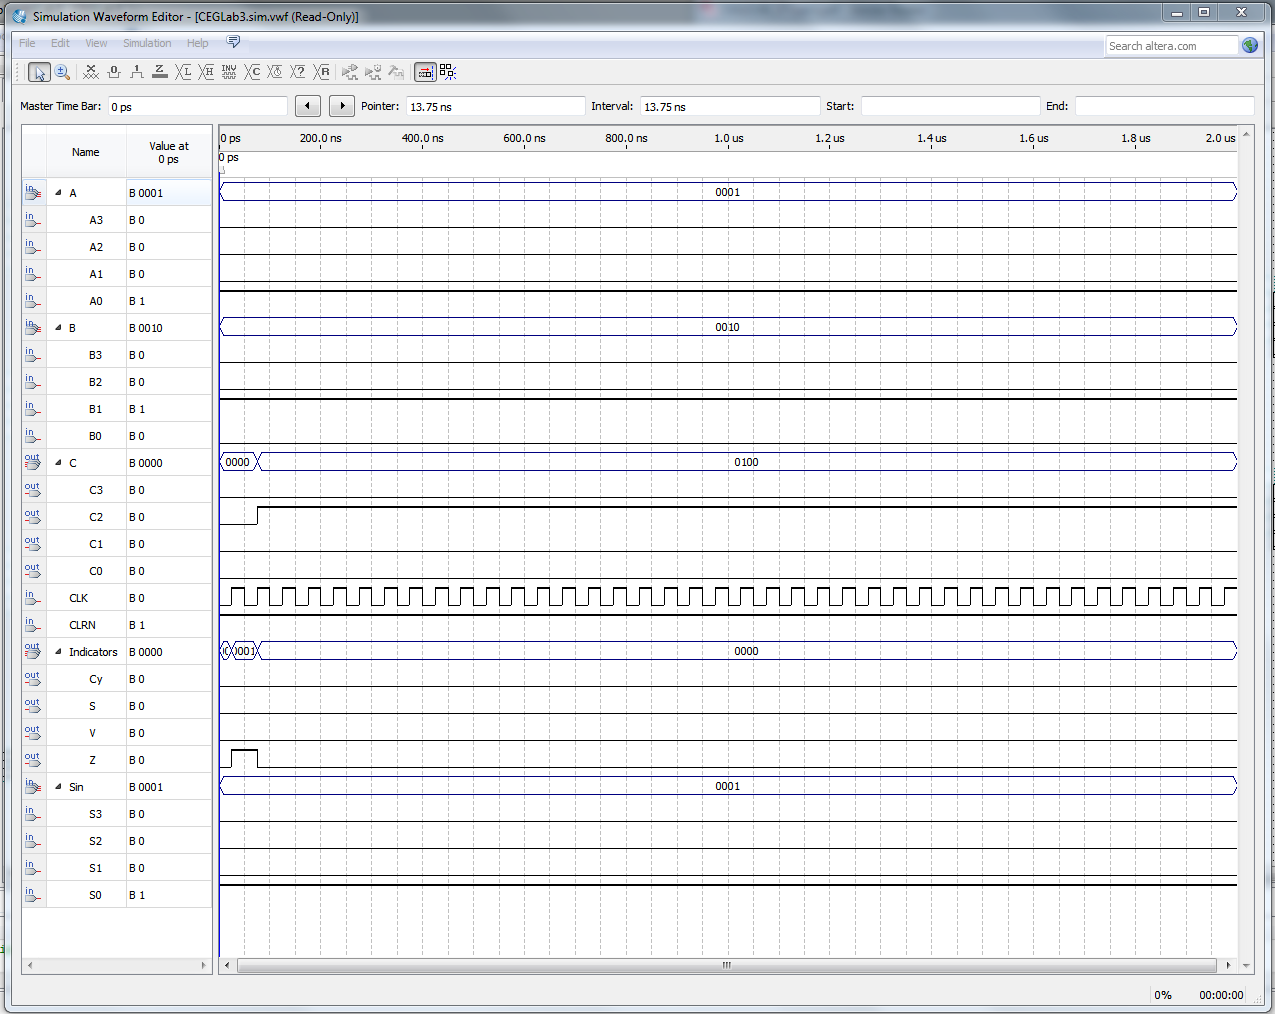 Simulation Waveform Editor - [CEGLab3.sim.vwf (Read-Only)]
File Edit View Simulation Help
Search altera.com
Master Time Bar: 0 ps Pointer: 13.75 ns Interval: 13.75 ns Start: End:
Name Value at 0 ps
0 ps 200.0 ns 400.0 ns 600.0 ns 800.0 ns 1.0 us 1.2 us 1.4 us 1.6 us 1.8 us 2.0 us
0 ps
A B 0001 0001
A3 B 0
A2 B 0
A1 B 0
A0 B 1
B B 0010 0010
B3 B 0
B2 B 0
B1 B 1
B0 B 0
C B 0000 0000 0100
C3 B 0
C2 B 0
C1 B 0
C0 B 0
CLK B 0
CLRN B 1
Indicators B 0000 0001 0000
Cy B 0
S B 0
V B 0
Z B 0
Sin B 0001 0001
S3 B 0
S2 B 0
S1 B 0
S0 B 1
0% 00:00:00